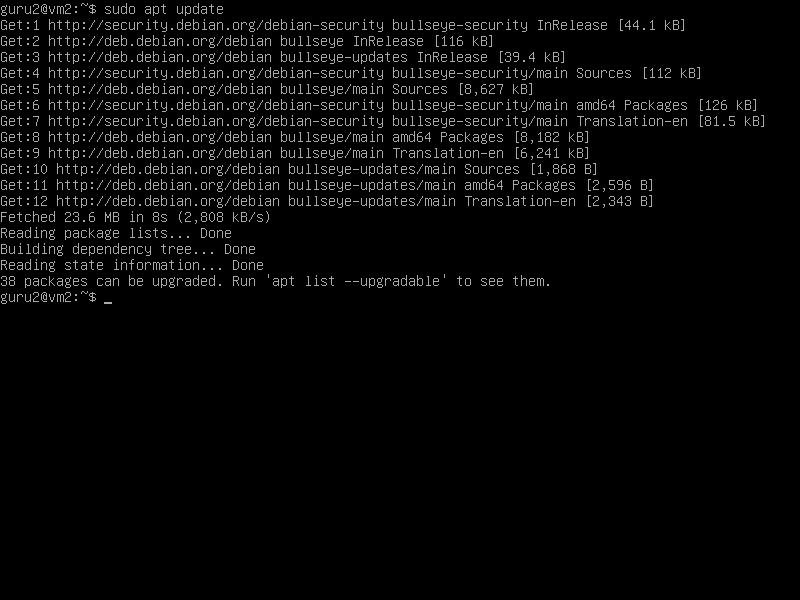 guru2@vm2:~$ sudo apt update
Get:1 http://security.debian.org/debian-security bullseye-security InRelease [44.1 kB]
Get:2 http://deb.debian.org/debian bullseye InRelease [116 kB]
Get:3 http://deb.debian.org/debian bullseye-updates InRelease [39.4 kB]
Get:4 http://security.debian.org/debian-security bullseye-security/main Sources [112 kB]
Get:5 http://deb.debian.org/debian bullseye/main Sources [8,627 kB]
Get:6 http://security.debian.org/debian-security bullseye-security/main amd64 Packages [126 kB]
Get:7 http://security.debian.org/debian-security bullseye-security/main Translation-en [81.5 kB]
Get:8 http://deb.debian.org/debian bullseye/main amd64 Packages [8,182 kB]
Get:9 http://deb.debian.org/debian bullseye/main Translation-en [6,241 kB]
Get:10 http://deb.debian.org/debian bullseye-updates/main Sources [1,868 B]
Get:11 http://deb.debian.org/debian bullseye-updates/main amd64 Packages [2,596 B]
Get:12 http://deb.debian.org/debian bullseye-updates/main Translation-en [2,343 B]
Fetched 23.6 MB in 8s (2,808 kB/s)
Reading package lists... Done
Building dependency tree... Done
Reading state information... Done
38 packages can be upgraded. Run 'apt list --upgradable' to see them.
guru2@vm2:~$ _